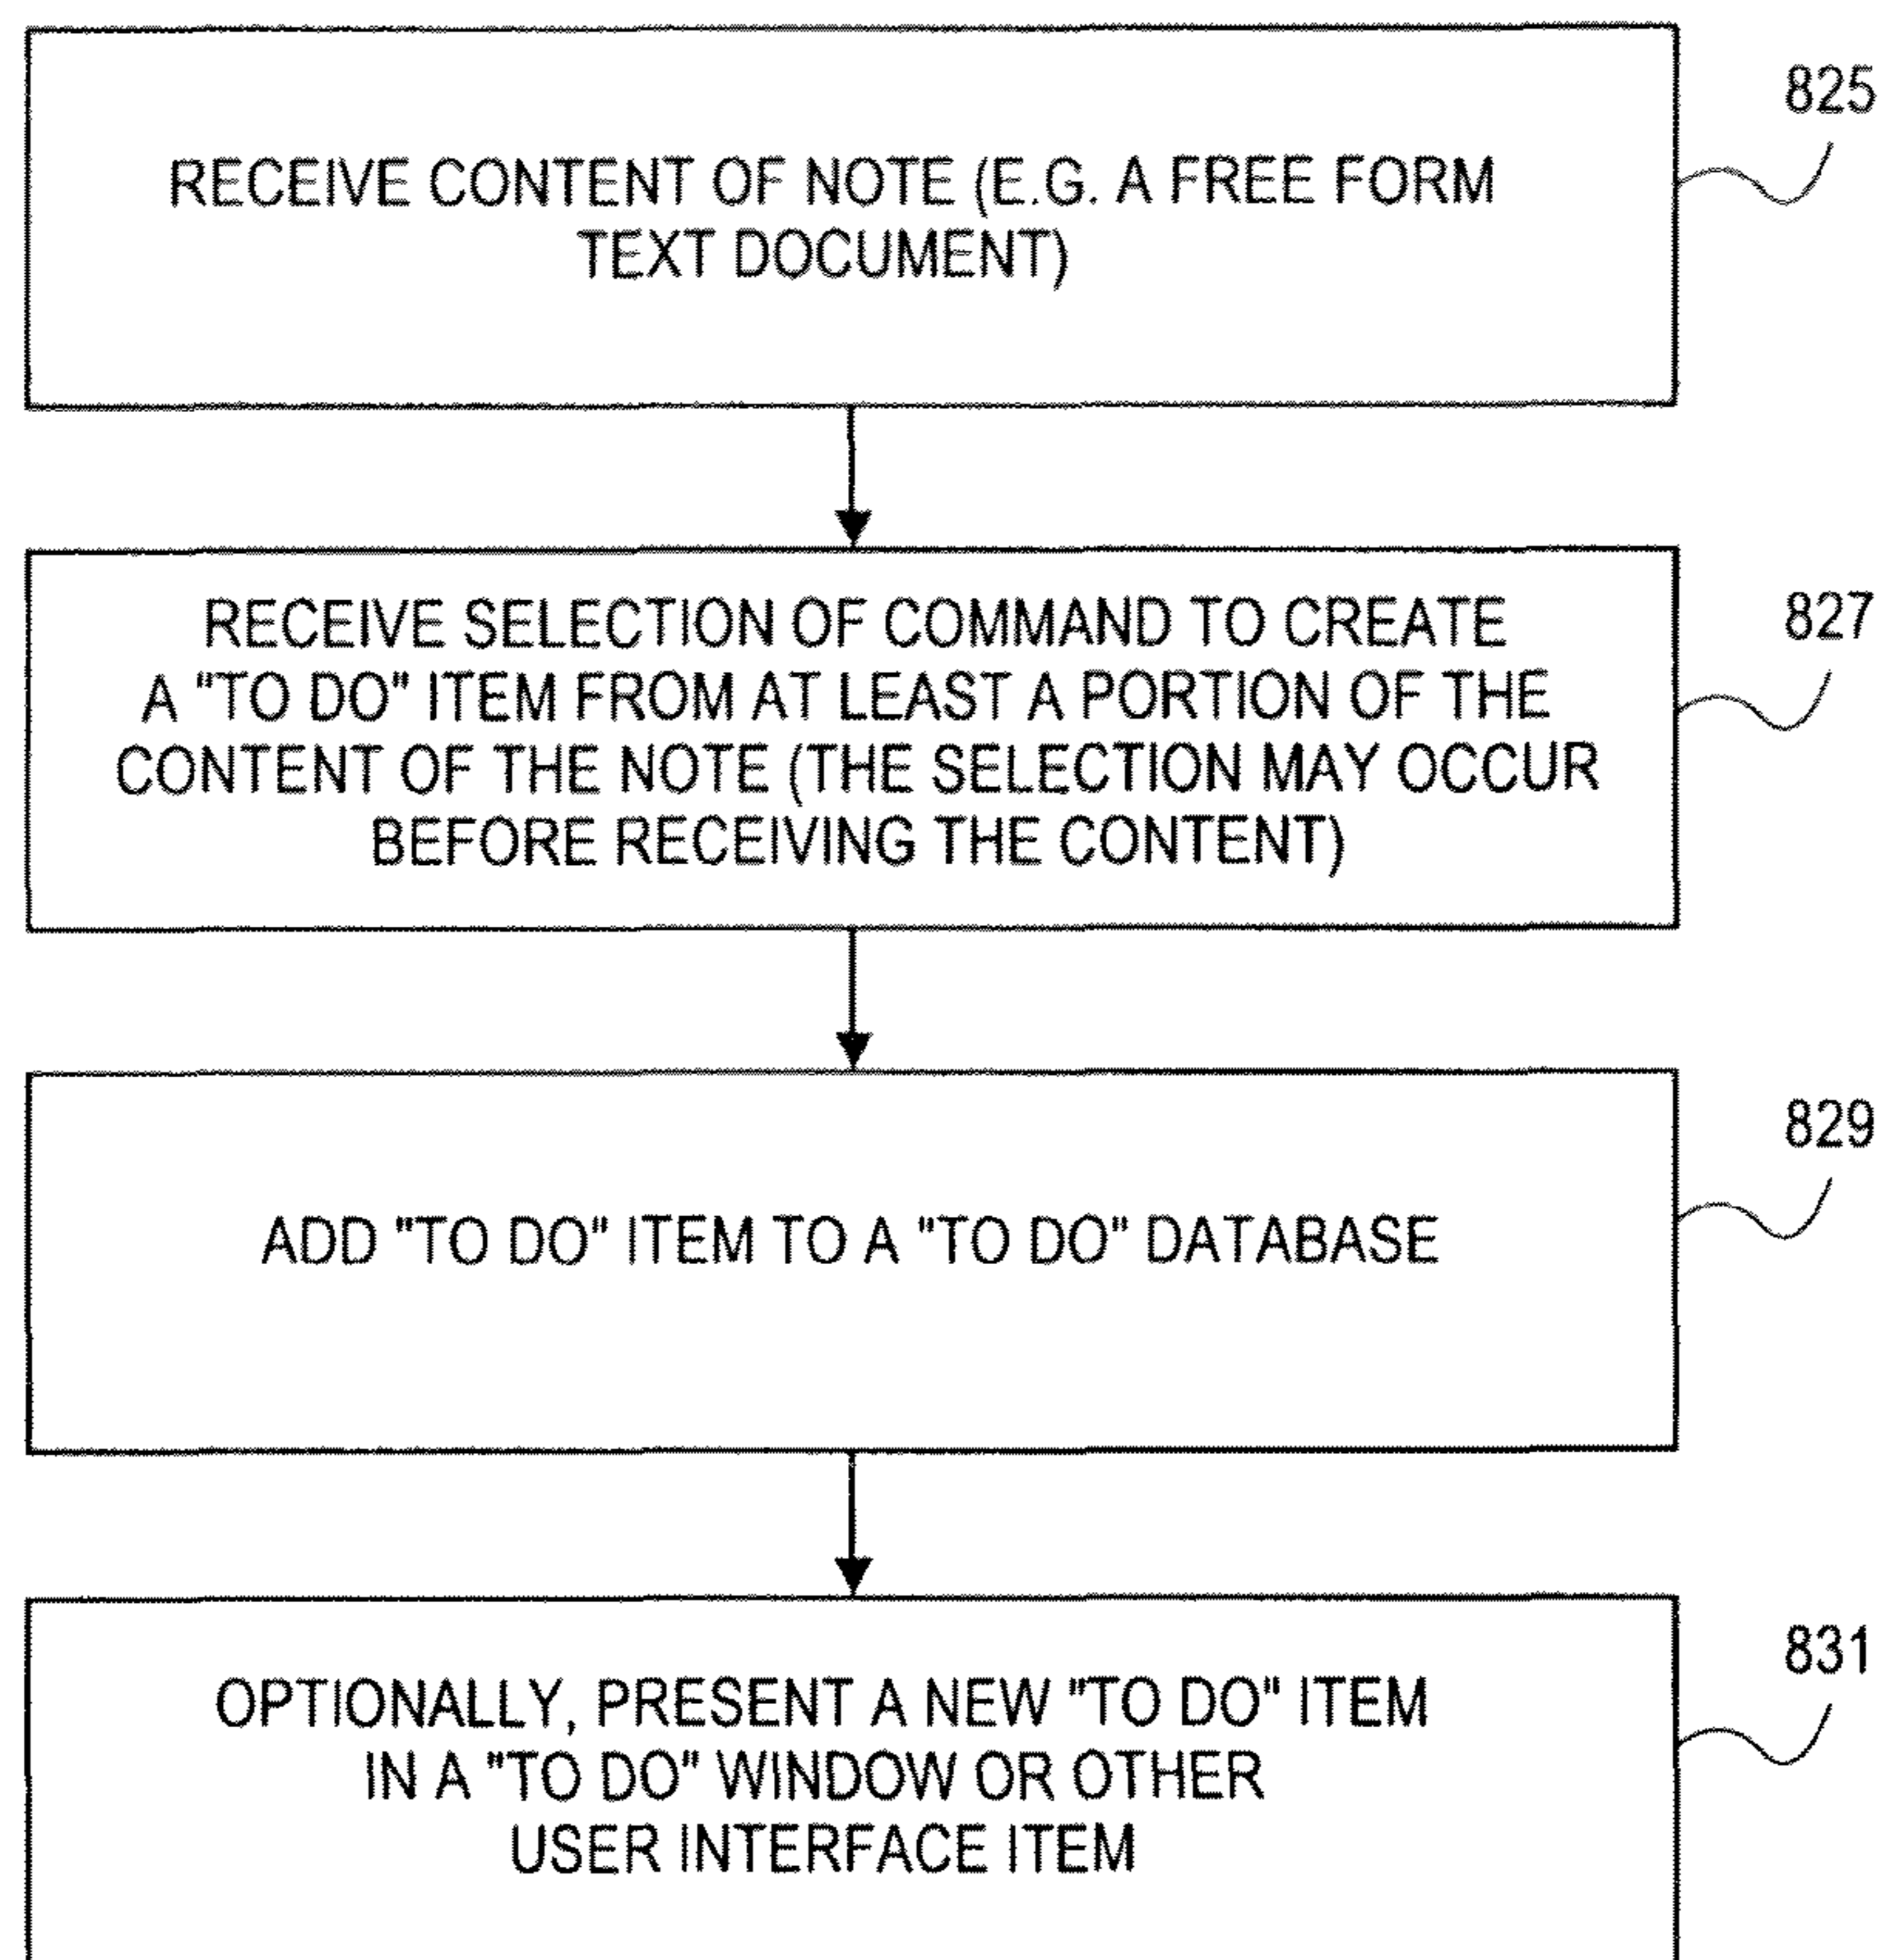 825
RECEIVE CONTENT OF NOTE (E.G. A FREE FORM
TEXT DOCUMENT)
827
RECEIVE SELECTION OF COMMAND TO CREATE
A "TO DO" ITEM FROM AT LEAST A PORTION OF THE
CONTENT OF THE NOTE (THE SELECTION MAY OCCUR
BEFORE RECEIVING THE CONTENT)
829
ADD "TO DO" ITEM TO A "TO DO" DATABASE
831
OPTIONALLY, PRESENT A NEW "TO DO" ITEM
IN A "TO DO" WINDOW OR OTHER
USER INTERFACE ITEM